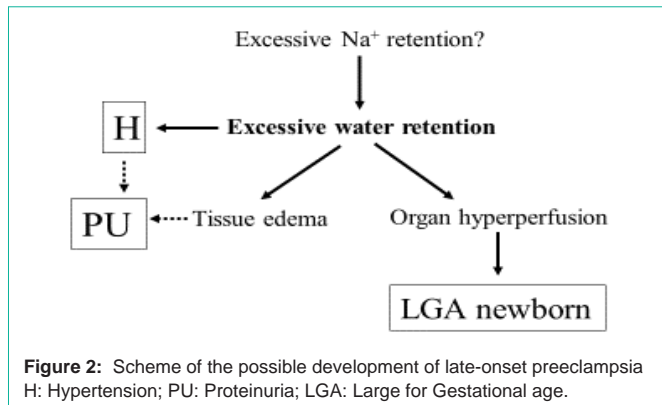 Excessive Na⁺ retention?
H
Excessive water retention
PU
Tissue edema
Organ hyperperfusion
LGA newborn
Figure 2: Scheme of the possible development of late-onset preeclampsia
H: Hypertension; PU: Proteinuria; LGA: Large for Gestational age.